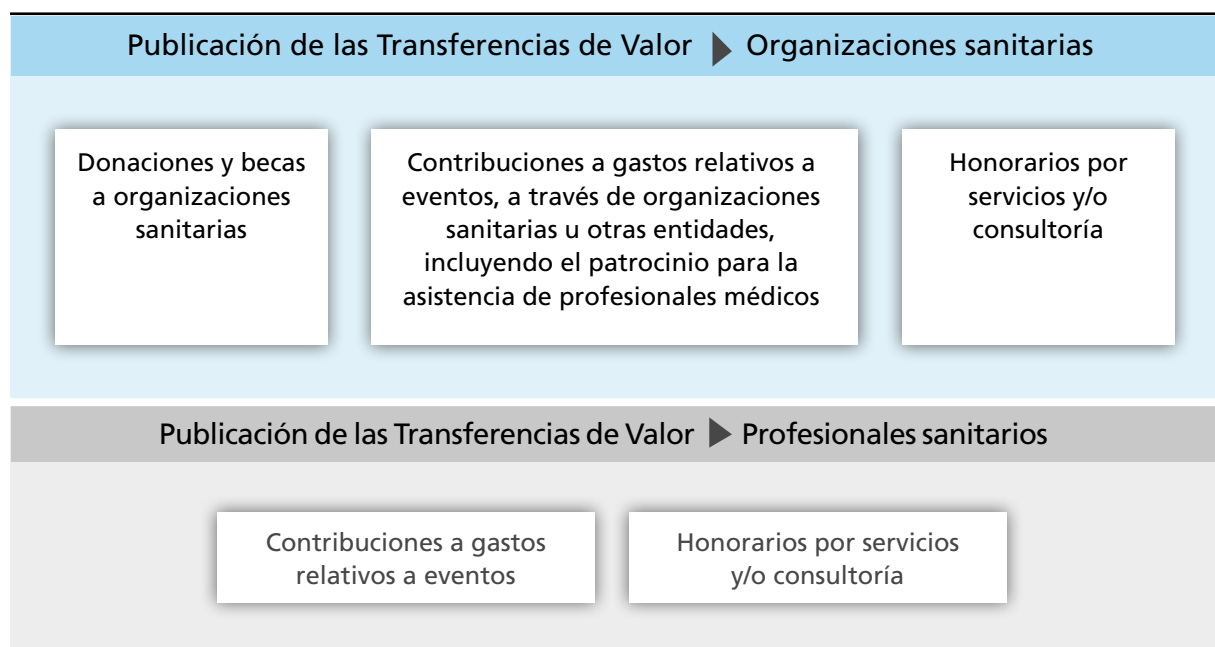 Publicación de las Transferencias de Valor ▶ Organizaciones sanitarias
Donaciones y becas
a organizaciones
sanitarias
Contribuciones a gastos relativos a
eventos, a través de organizaciones
sanitarias u otras entidades,
incluyendo el patrocinio para la
asistencia de profesionales médicos
Honorarios por
servicios y/o
consultoría
Publicación de las Transferencias de Valor ▶ Profesionales sanitarios
Contribuciones a gastos
relativos a eventos
Honorarios por servicios
y/o consultoría